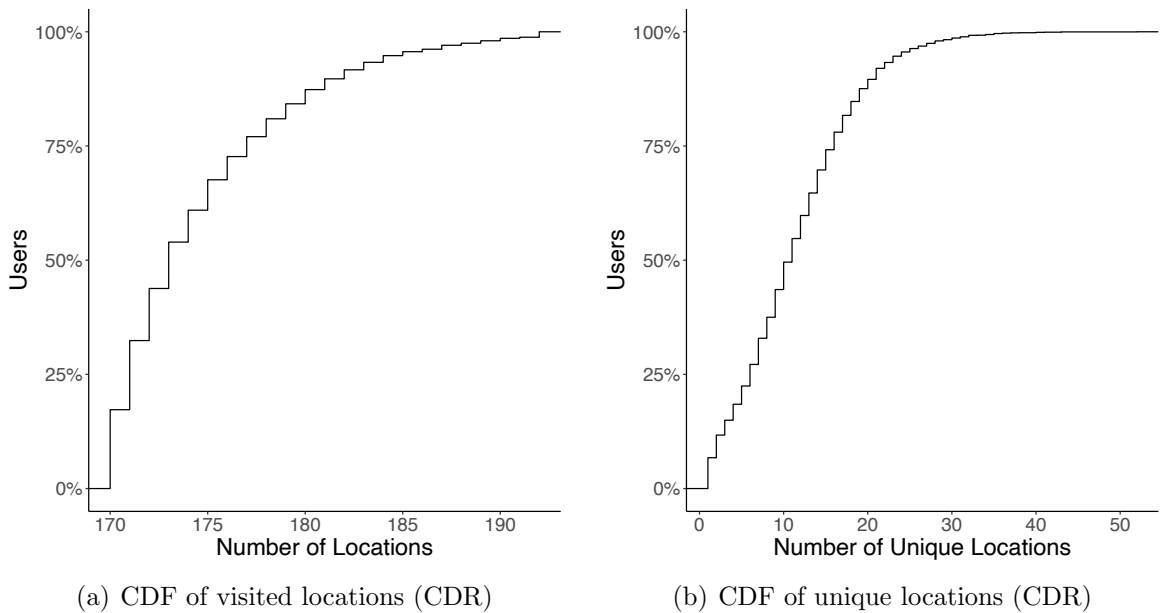 100%
75%
50%
25%
0%
Users
170 175 180 185 190
Number of Locations
(a) CDF of visited locations (CDR)
100%
75%
50%
25%
0%
Users
0 10 20 30 40 50
Number of Unique Locations
(b) CDF of unique locations (CDR)